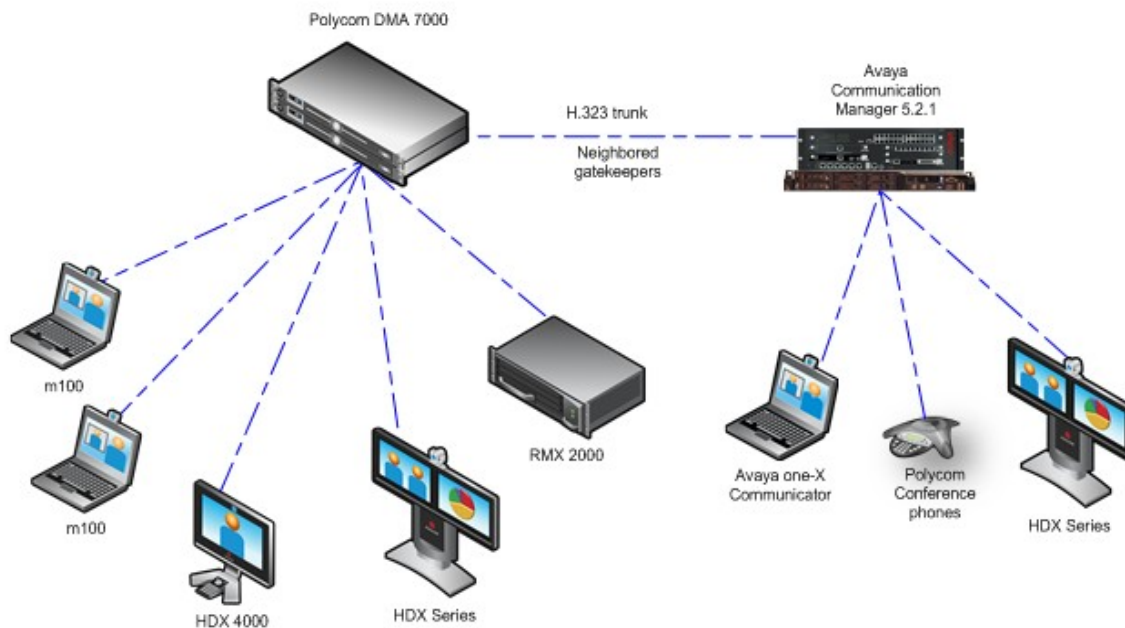 Polycom DMA 7000
Avaya
Communication
Manager 5.2.1
H.323 trunk
Neighbored
gatekeepers
m100
m100
HDX 4000
HDX Series
RMX 2000
Avaya one-X
Communicator
Polycom
Conference
phones
HDX Series